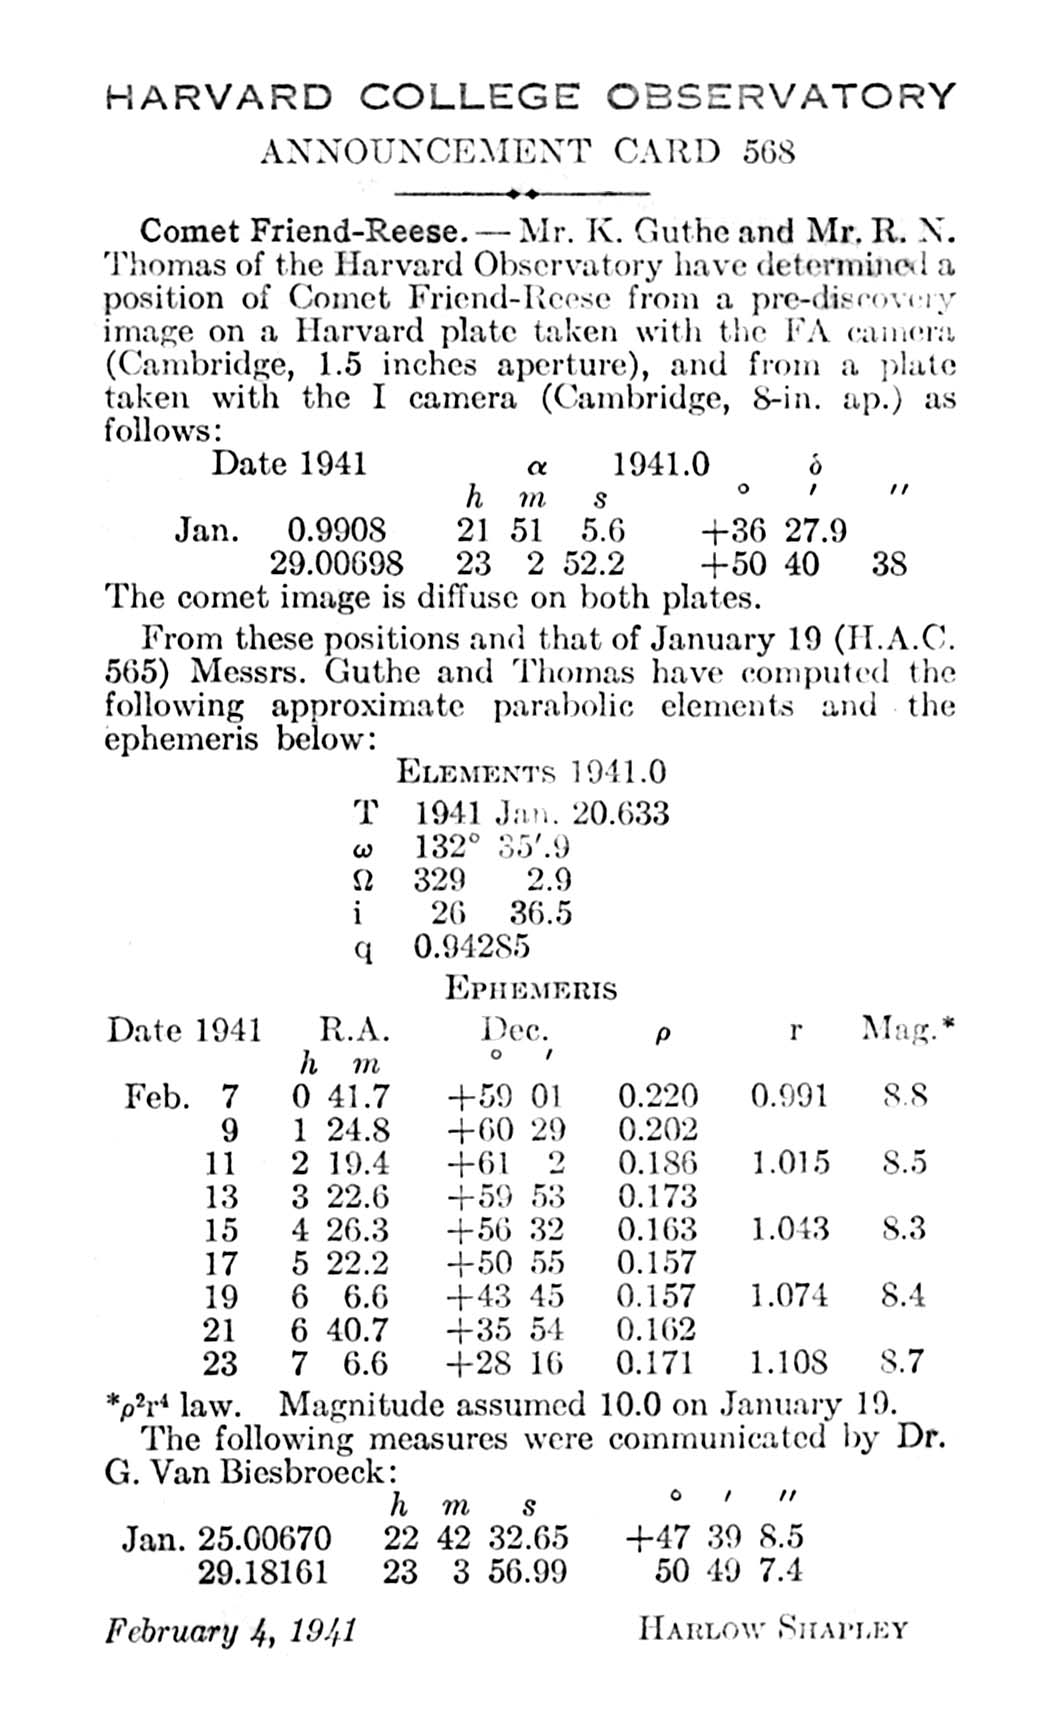 HARVARD COLLEGE OBSERVATORY
ANNOUNCEMENT CARD 568
Comet Friend-Reese. — Mr. K. Guthe and Mr. R. N.
Thomas of the Harvard Observatory have determined a
position of Comet Friend-Reese from a pre-discovery
image on a Harvard plate taken with the FA camera
(Cambridge, 1.5 inches aperture), and from a plate
taken with the I camera (Cambridge, 8-in. ap.) as
follows:
Date 1941 α 1941.0 δ
h m s ° ′ ″
Jan. 0.9908 21 51 5.6 +36 27.9
29.00698 23 2 52.2 +50 40 38
The comet image is diffuse on both plates.
From these positions and that of January 19 (H.A.C.
565) Messrs. Guthe and Thomas have computed the
following approximate parabolic elements and the
ephemeris below:
ELEMENTS 1941.0
T 1941 Jan. 20.633
ω 132° 35′.9
Ω 329 2.9
i 26 36.5
q 0.94285
EPHEMERIS
Date 1941 R.A. Dec. ρ r Mag.*
h m ° ′
Feb. 7 0 41.7 +59 01 0.220 0.991 8.8
9 1 24.8 +60 29 0.202
11 2 19.4 +61 2 0.186 1.015 8.5
13 3 22.6 +59 53 0.173
15 4 26.3 +56 32 0.163 1.043 8.3
17 5 22.2 +50 55 0.157
19 6 6.6 +43 45 0.157 1.074 8.4
21 6 40.7 +35 54 0.162
23 7 6.6 +28 16 0.171 1.108 8.7
*ρ²r⁴ law. Magnitude assumed 10.0 on January 19.
The following measures were communicated by Dr.
G. Van Biesbroeck:
h m s ° ′ ″
Jan. 25.00670 22 42 32.65 +47 39 8.5
29.18161 23 3 56.99 50 49 7.4
February 4, 1941 HARLOW SHAPLEY